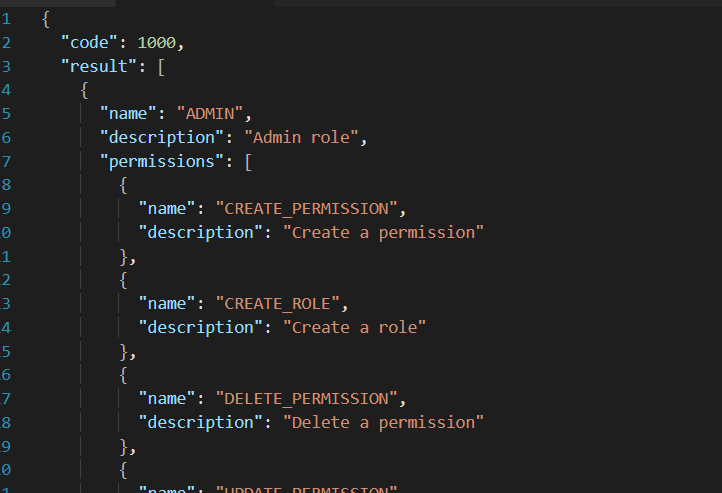 1 {
2 "code": 1000,
3 "result": [
4 {
5 "name": "ADMIN",
6 "description": "Admin role",
7 "permissions": [
8 {
9 "name": "CREATE_PERMISSION",
0 "description": "Create a permission"
1 },
2 {
3 "name": "CREATE_ROLE",
4 "description": "Create a role"
5 },
6 {
7 "name": "DELETE_PERMISSION",
8 "description": "Delete a permission"
9 },
0 {
1 "name": "UPDATE_PERMISSION"